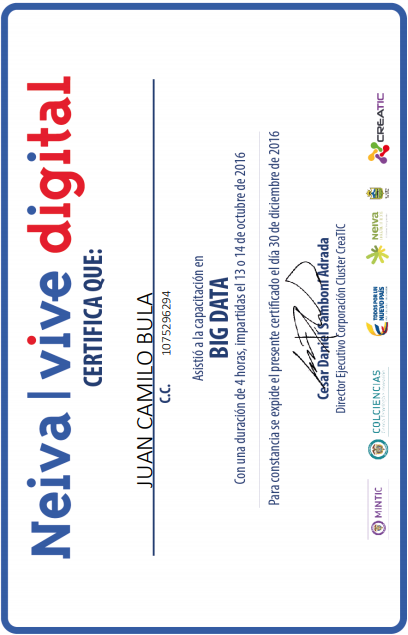 Neiva | vive digital
CERTIFICA QUE:
JUAN CAMILO BULA
C.C. 1075296294
Asistió a la capacitación en
BIG DATA
Con una duración de 4 horas, impartidas el 13 o 14 de octubre de 2016
Para constancia se expide el presente certificado el día 30 de diciembre de 2016
Cesar Daniel Samboni Adrada
Director Ejecutivo Corporación Cluster CreaTIC
MINTIC
COLCIENCIAS
TODOS POR UN
NUEVO PAÍS
neiva
CREATIC